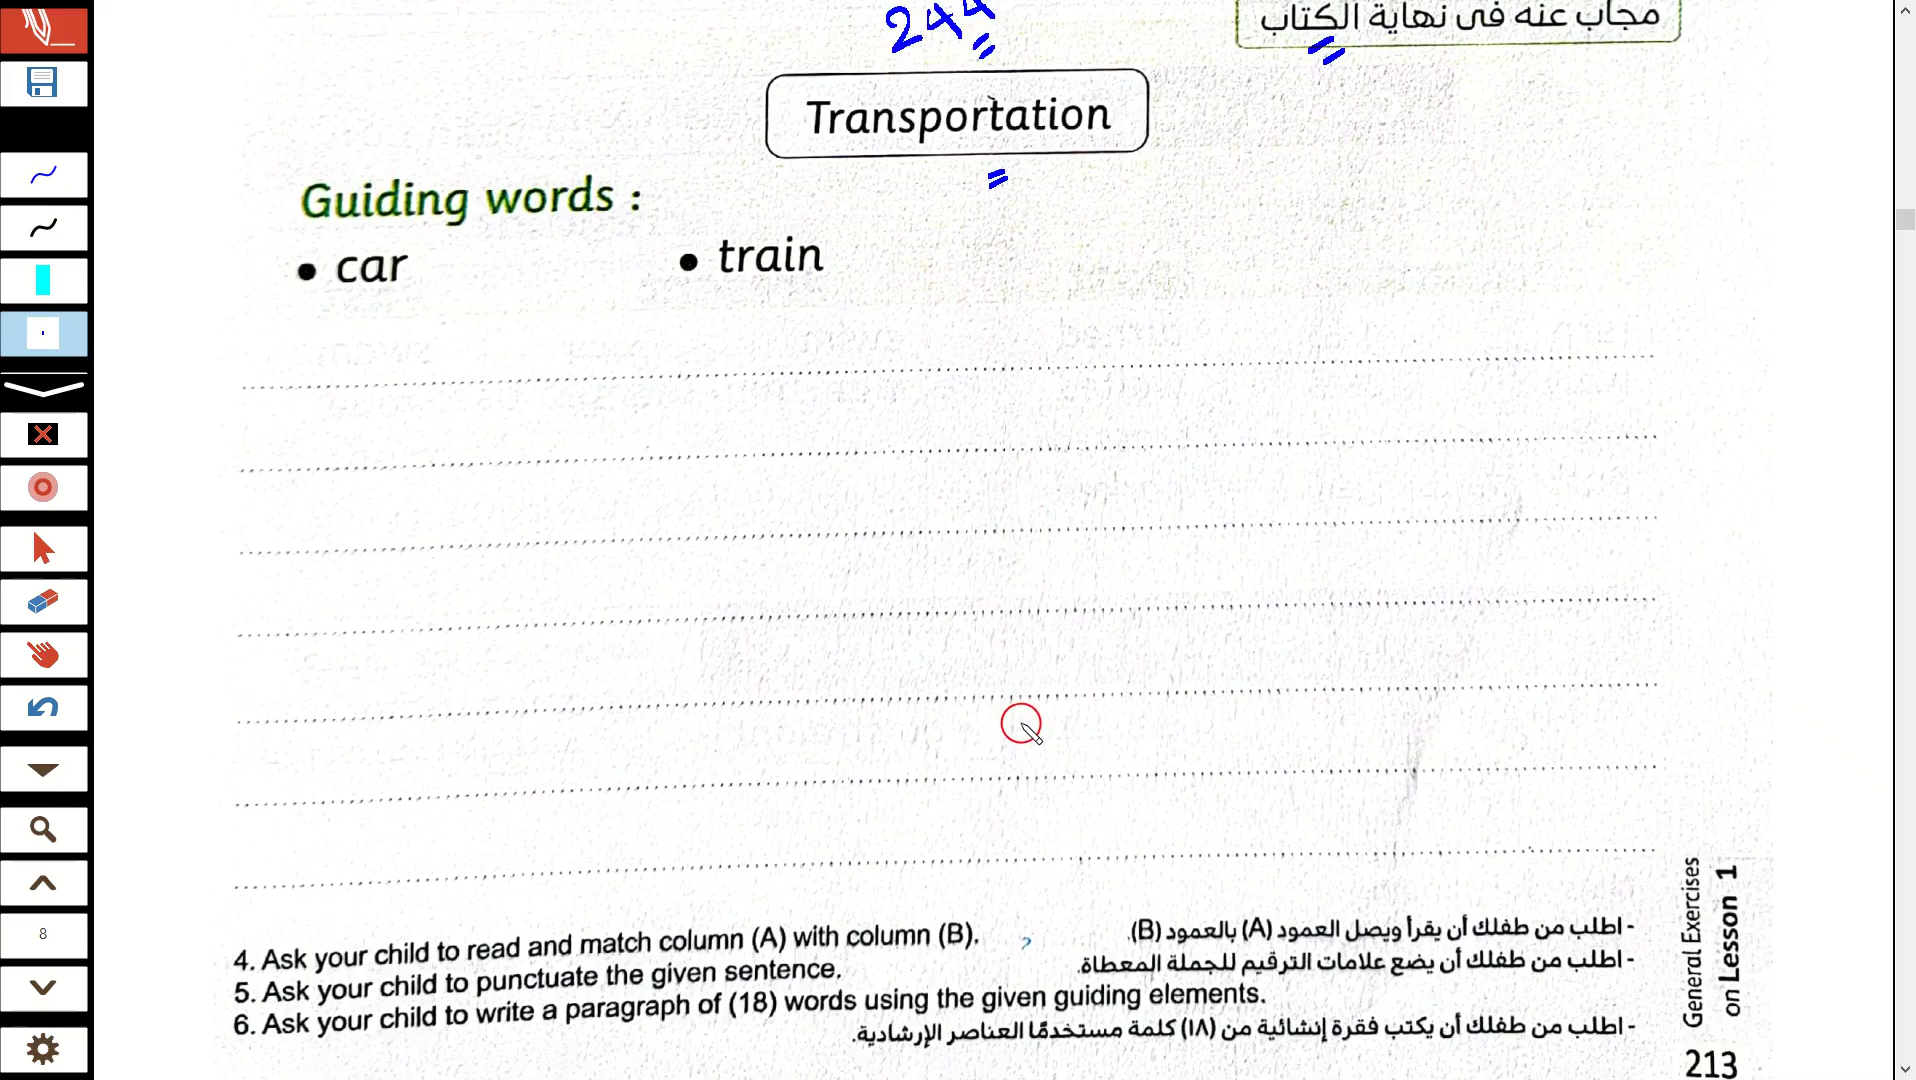 244
مجاب عنه فى نهاية الكتاب
Transportation
Guiding words :
• car
• train
4. Ask your child to read and match column (A) with column (B).
- اطلب من طفلك أن يقرأ ويصل العمود (A) بالعمود (B).
5. Ask your child to punctuate the given sentence.
- اطلب من طفلك أن يضع علامات الترقيم للجملة المعطاة.
6. Ask your child to write a paragraph of (18) words using the given guiding elements.
- اطلب من طفلك أن يكتب فقرة إنشائية من (١٨) كلمة مستخدمًا العناصر الإرشادية.
General Exercises
on Lesson 1
213
8